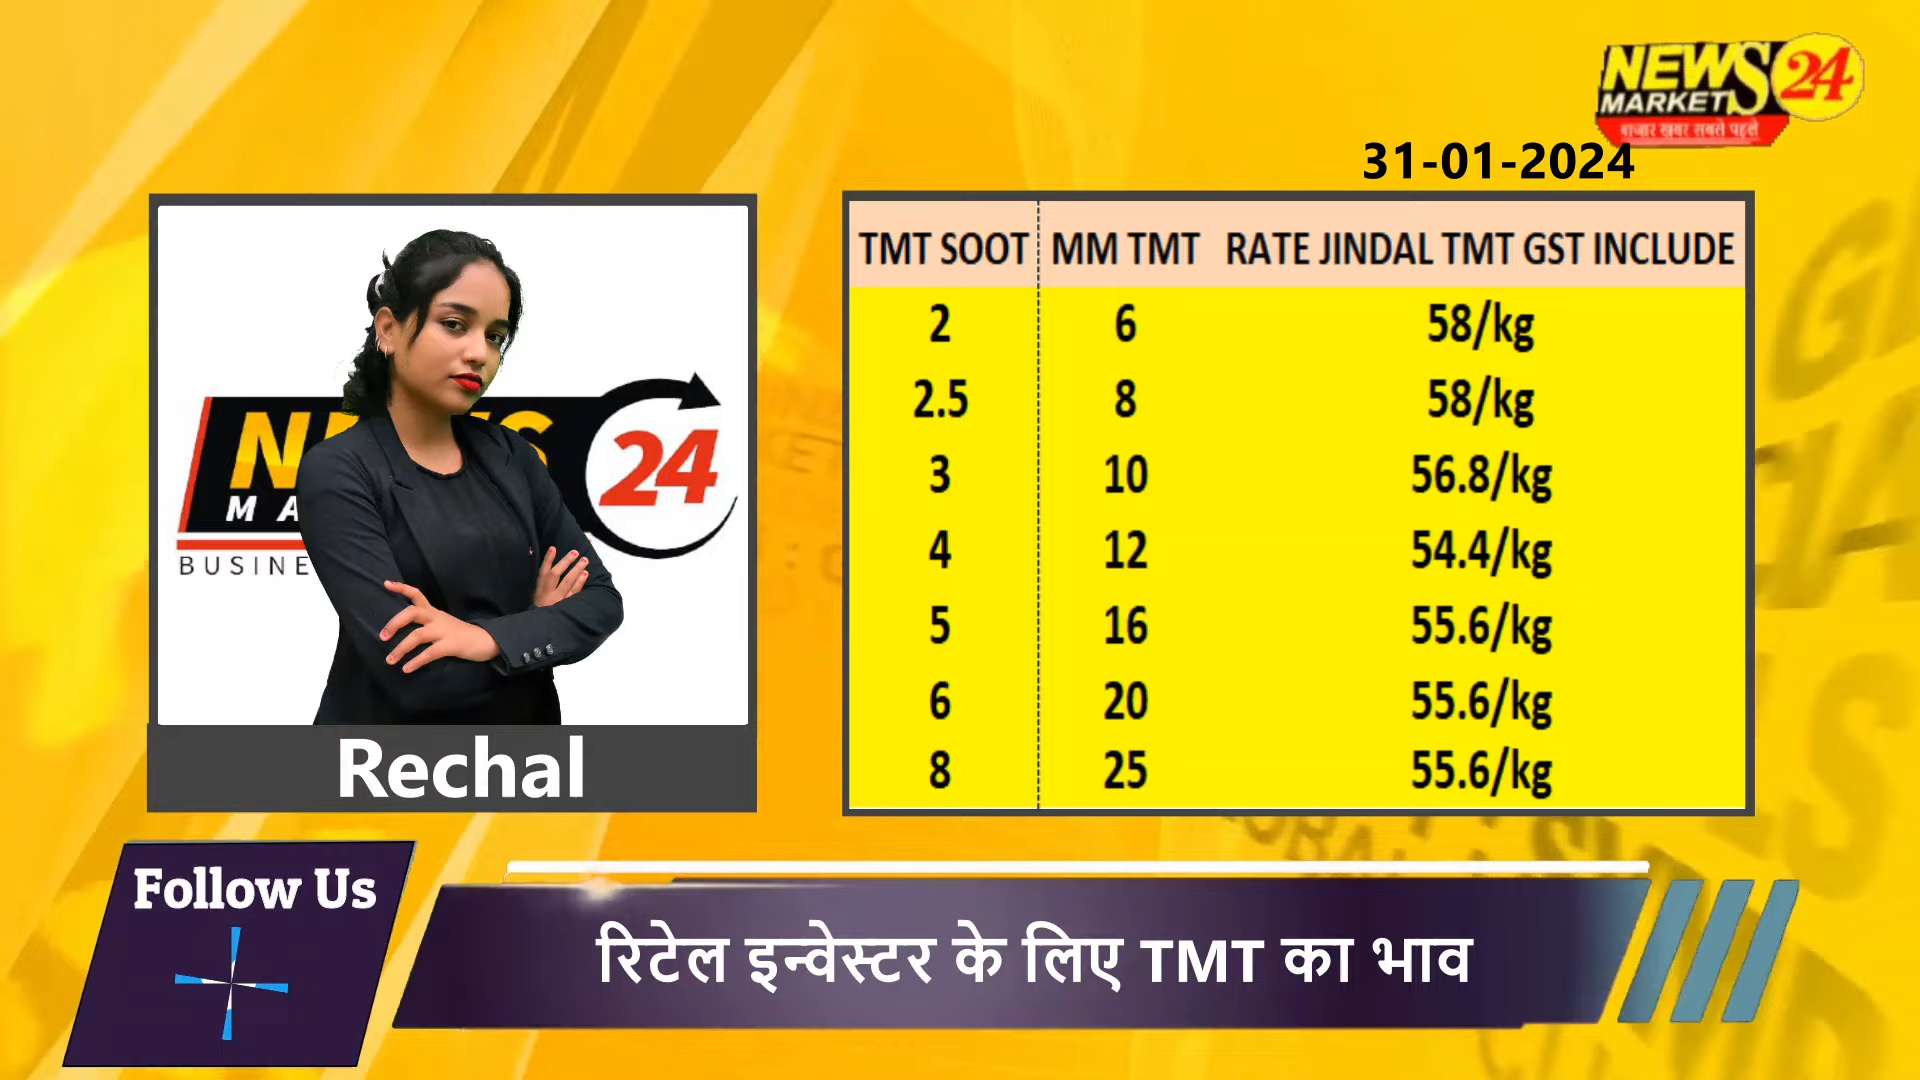 NEWS 24
MARKET
बाजार खबर सबसे पहले
31-01-2024
TMT SOOT MM TMT RATE JINDAL TMT GST INCLUDE
2 6 58/kg
2.5 8 58/kg
3 10 56.8/kg
4 12 54.4/kg
5 16 55.6/kg
6 20 55.6/kg
8 25 55.6/kg
24
BUSINE
Rechal
Follow Us
रिटेल इन्वेस्टर के लिए TMT का भाव